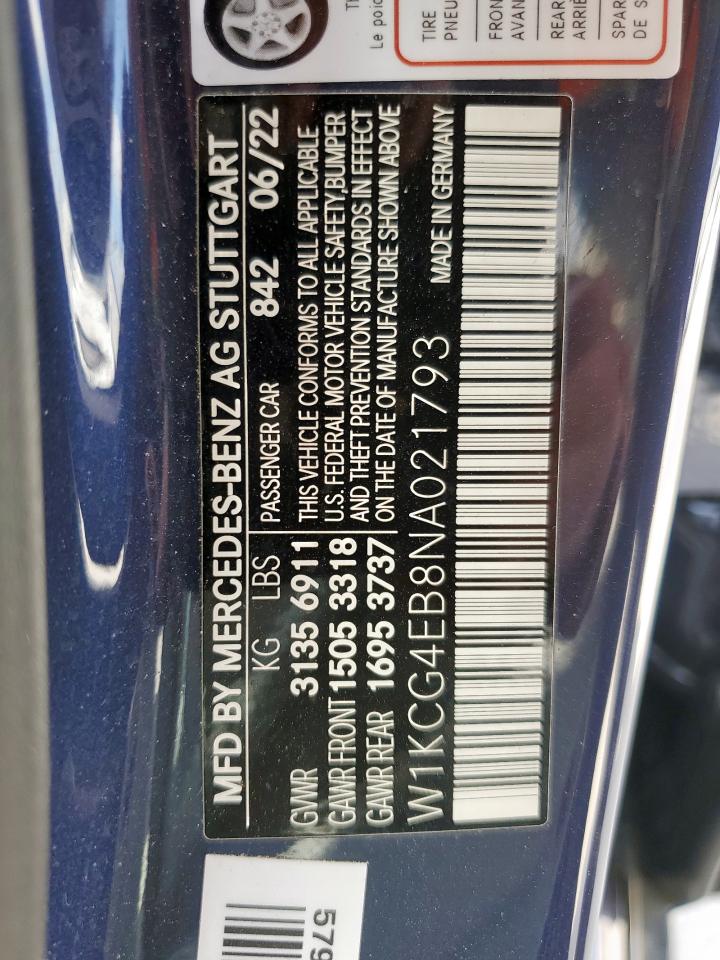 MFD BY MERCEDES-BENZ AG STUTTGART
KG LBS
GVWR 3135 6911
GAWR FRONT 1505 3318
GAWR REAR 1695 3737
PASSENGER CAR 842 06/22
THIS VEHICLE CONFORMS TO ALL APPLICABLE
U.S. FEDERAL MOTOR VEHICLE SAFETY,BUMPER
AND THEFT PREVENTION STANDARDS IN EFFECT
ON THE DATE OF MANUFACTURE SHOWN ABOVE
W1KCG4EB8NA021793 MADE IN GERMANY
Le
TIRE
FRON
AVAN
REAR
SPAR
DE S
579